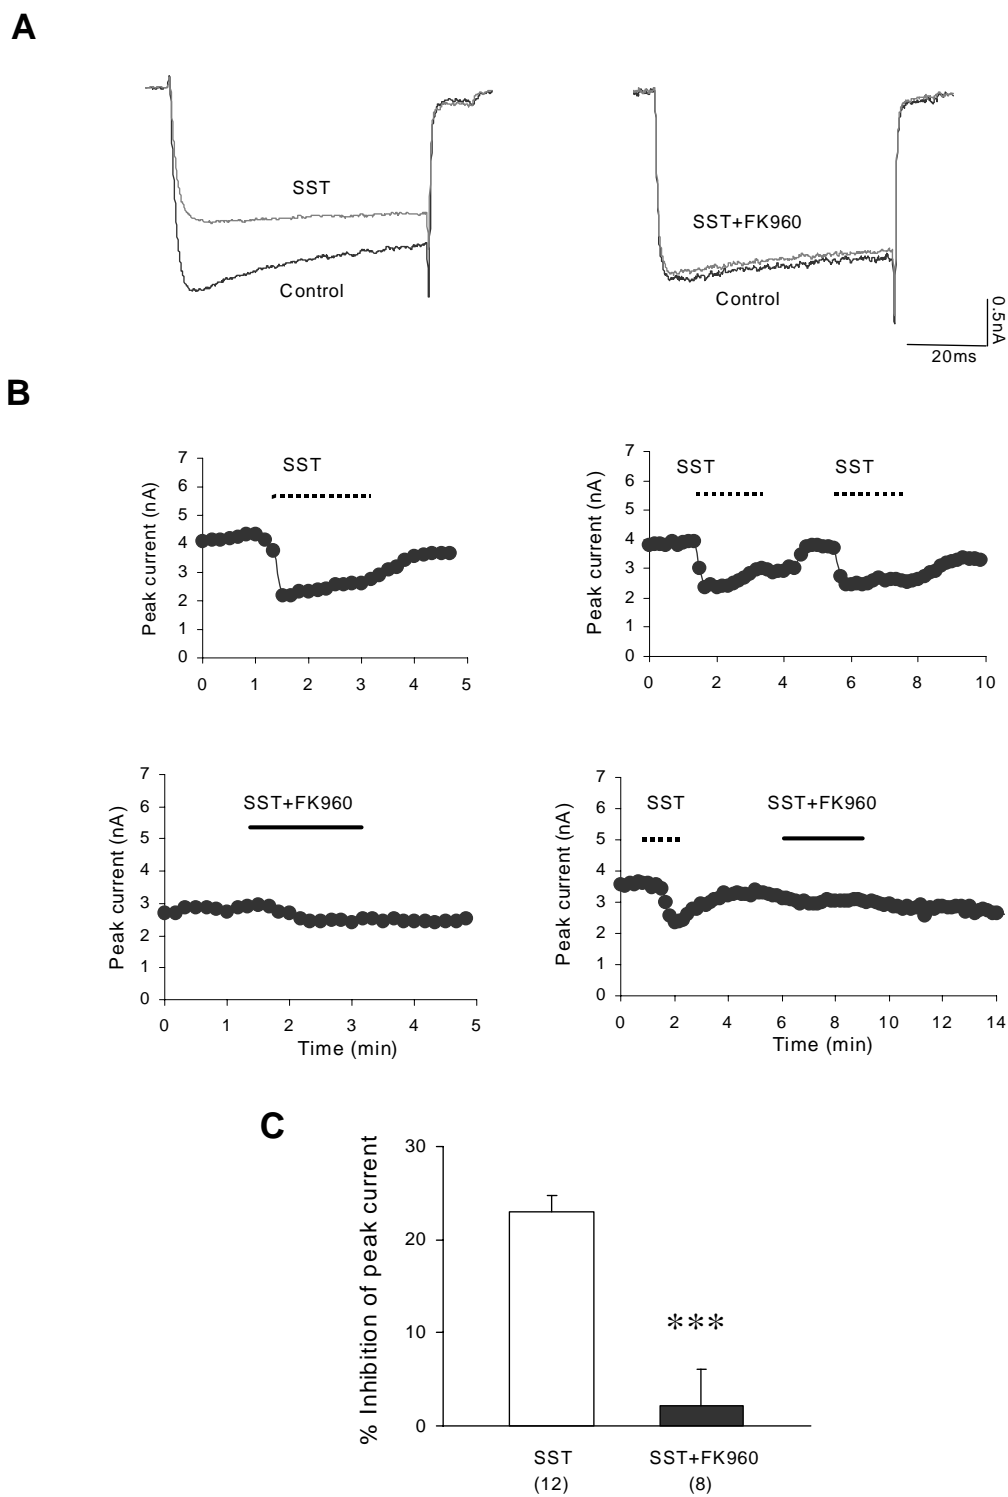 A
SST
Control
SST+FK960
Control
0.5nA
20ms
B
Peak current (nA)
7
6
5
4
3
2
1
0
SST
0 1 2 3 4 5
Peak current (nA)
7
6
5
4
3
2
1
0
SST SST
0 2 4 6 8 10
Peak current (nA)
7
6
5
4
3
2
1
0
SST+FK960
0 1 2 3 4 5
Time (min)
Peak current (nA)
7
6
5
4
3
2
1
0
SST SST+FK960
0 2 4 6 8 10 12 14
Time (min)
C
% Inhibition of peak current
30
20
10
0
***
SST SST+FK960
(12) (8)